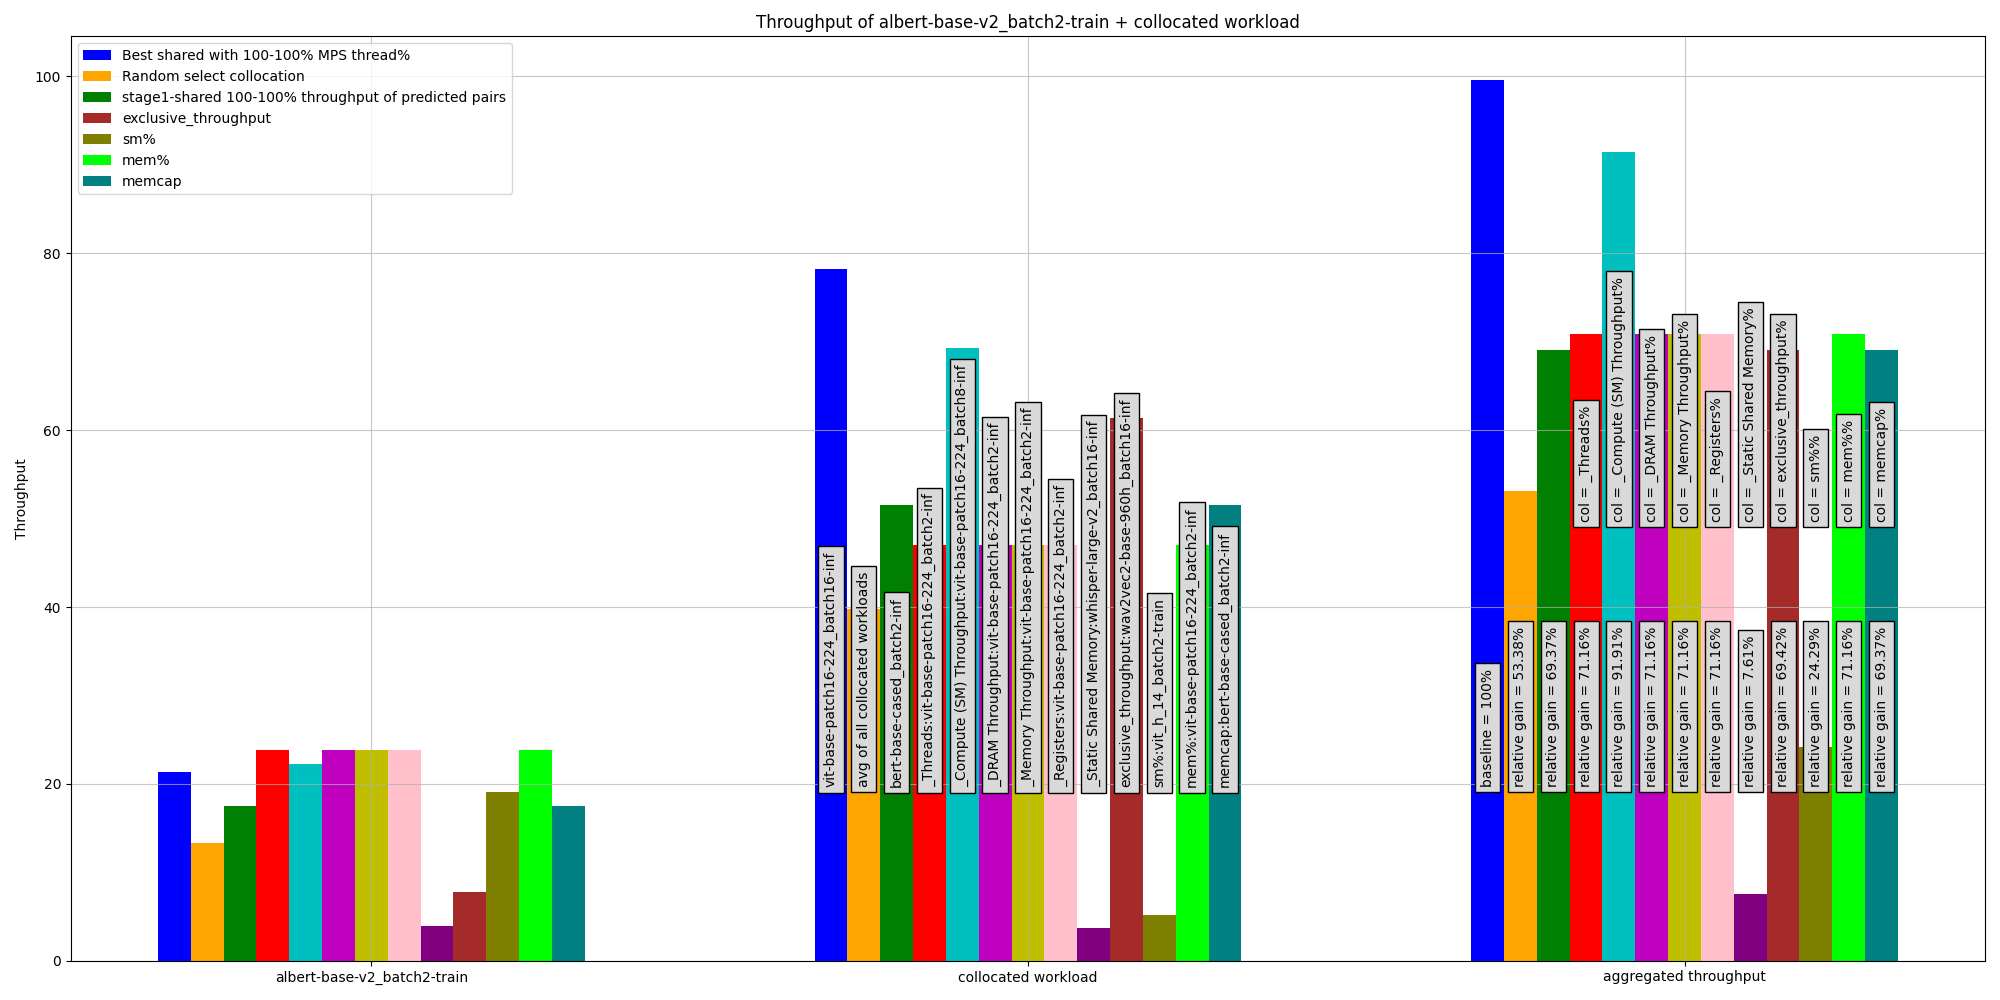 Throughput of albert-base-v2_batch2-train + collocated workload
Best shared with 100-100% MPS thread%
Random select collocation
stage1-shared 100-100% throughput of predicted pairs
exclusive_throughput
sm%
mem%
memcap
Throughput
100
80
60
40
20
0
vit-base-patch16-224_batch16-inf
avg of all collocated workloads
bert-base-cased_batch2-inf
_Threads:vit-base-patch16-224_batch2-inf
_Compute (SM) Throughput:vit-base-patch16-224_batch8-inf
_DRAM Throughput:vit-base-patch16-224_batch2-inf
_Memory Throughput:vit-base-patch16-224_batch2-inf
_Registers:vit-base-patch16-224_batch2-inf
_Static Shared Memory:whisper-large-v2_batch16-inf
exclusive_throughput:wav2vec2-base-960h_batch16-inf
sm%:vit_h_14_batch2-train
mem%:vit-base-patch16-224_batch2-inf
memcap:bert-base-cased_batch2-inf
col = _Threads%
col = _Compute (SM) Throughput%
col = _DRAM Throughput%
col = _Memory Throughput%
col = _Registers%
col = _Static Shared Memory%
col = exclusive_throughput%
col = sm%%
col = mem%%
col = memcap%
baseline = 100%
relative gain = 53.38%
relative gain = 69.37%
relative gain = 71.16%
relative gain = 91.91%
relative gain = 71.16%
relative gain = 71.16%
relative gain = 71.16%
relative gain = 7.61%
relative gain = 69.42%
relative gain = 24.29%
relative gain = 71.16%
relative gain = 69.37%
albert-base-v2_batch2-train
collocated workload
aggregated throughput